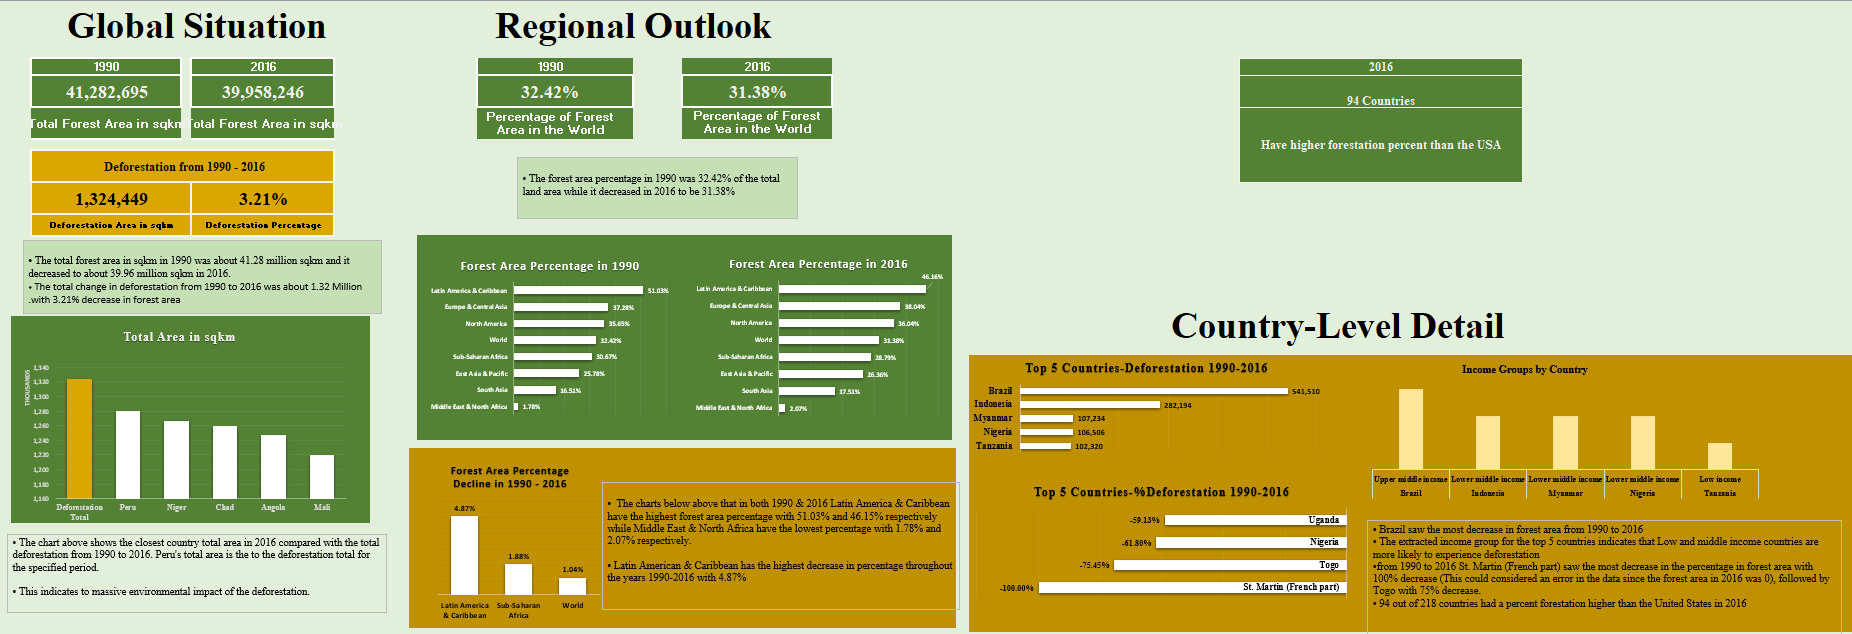 Global Situation
1990
41,282,695
Total Forest Area in sqkm
2016
39,958,246
Total Forest Area in sqkm
Deforestation from 1990 - 2016
1,324,449
3.21%
Deforestation Area in sqkm
Deforestation Percentage
• The total forest area in sqkm in 1990 was about 41.28 million sqkm and it
decreased to about 39.96 million sqkm in 2016.
• The total change in deforestation from 1990 to 2016 was about 1.32 Million
.with 3.21% decrease in forest area
Total Area in sqkm
THOUSANDS
1,340
1,320
1,300
1,280
1,260
1,240
1,220
1,200
1,180
1,160
Deforestation
Total
Peru
Niger
Chad
Angola
Mali
• The chart above shows the closest country total area in 2016 compared with the total
deforestation from 1990 to 2016. Peru's total area is the to the deforestation total for
the specified period.
• This indicates to massive environmental impact of the deforestation.
Regional Outlook
1990
32.42%
Percentage of Forest
Area in the World
2016
31.38%
Percentage of Forest
Area in the World
• The forest area percentage in 1990 was 32.42% of the total
land area while it decreased in 2016 to be 31.38%
Forest Area Percentage in 1990
Latin America & Caribbean 51.03%
Europe & Central Asia 37.28%
North America 35.65%
World 32.42%
Sub-Saharan Africa 30.67%
East Asia & Pacific 25.78%
South Asia 16.51%
Middle East & North Africa 1.78%
Forest Area Percentage in 2016
Latin America & Caribbean 46.16%
Europe & Central Asia 38.04%
North America 36.04%
World 31.38%
Sub-Saharan Africa 28.79%
East Asia & Pacific 26.36%
South Asia 17.51%
Middle East & North Africa 2.07%
Forest Area Percentage
Decline in 1990 - 2016
4.87%
1.88%
1.04%
Latin America
& Caribbean
Sub-Saharan
Africa
World
• The charts below above that in both 1990 & 2016 Latin America & Caribbean
have the highest forest area percentage with 51.03% and 46.15% respectively
while Middle East & North Africa have the lowest percentage with 1.78% and
2.07% respectively.
• Latin American & Caribbean has the highest decrease in percentage throughout
the years 1990-2016 with 4.87%
2016
94 Countries
Have higher forestation percent than the USA
Country-Level Detail
Top 5 Countries-Deforestation 1990-2016
Brazil 541,510
Indonesia 282,194
Myanmar 107,234
Nigeria 106,506
Tanzania 102,320
Top 5 Countries-%Deforestation 1990-2016
-59.13% Uganda
-61.80% Nigeria
-75.45% Togo
-100.00% St. Martin (French part)
Income Groups by Country
Upper middle income
Lower middle income
Lower middle income
Lower middle income
Low income
Brazil
Indonesia
Myanmar
Nigeria
Tanzania
• Brazil saw the most decrease in forest area from 1990 to 2016
• The extracted income group for the top 5 countries indicates that Low and middle income countries are
more likely to experience deforestation
•from 1990 to 2016 St. Martin (French part) saw the most decrease in the percentage in forest area with
100% decrease (This could considered an error in the data since the forest area in 2016 was 0), followed by
Togo with 75% decrease.
• 94 out of 218 countries had a percent forestation higher than the United States in 2016